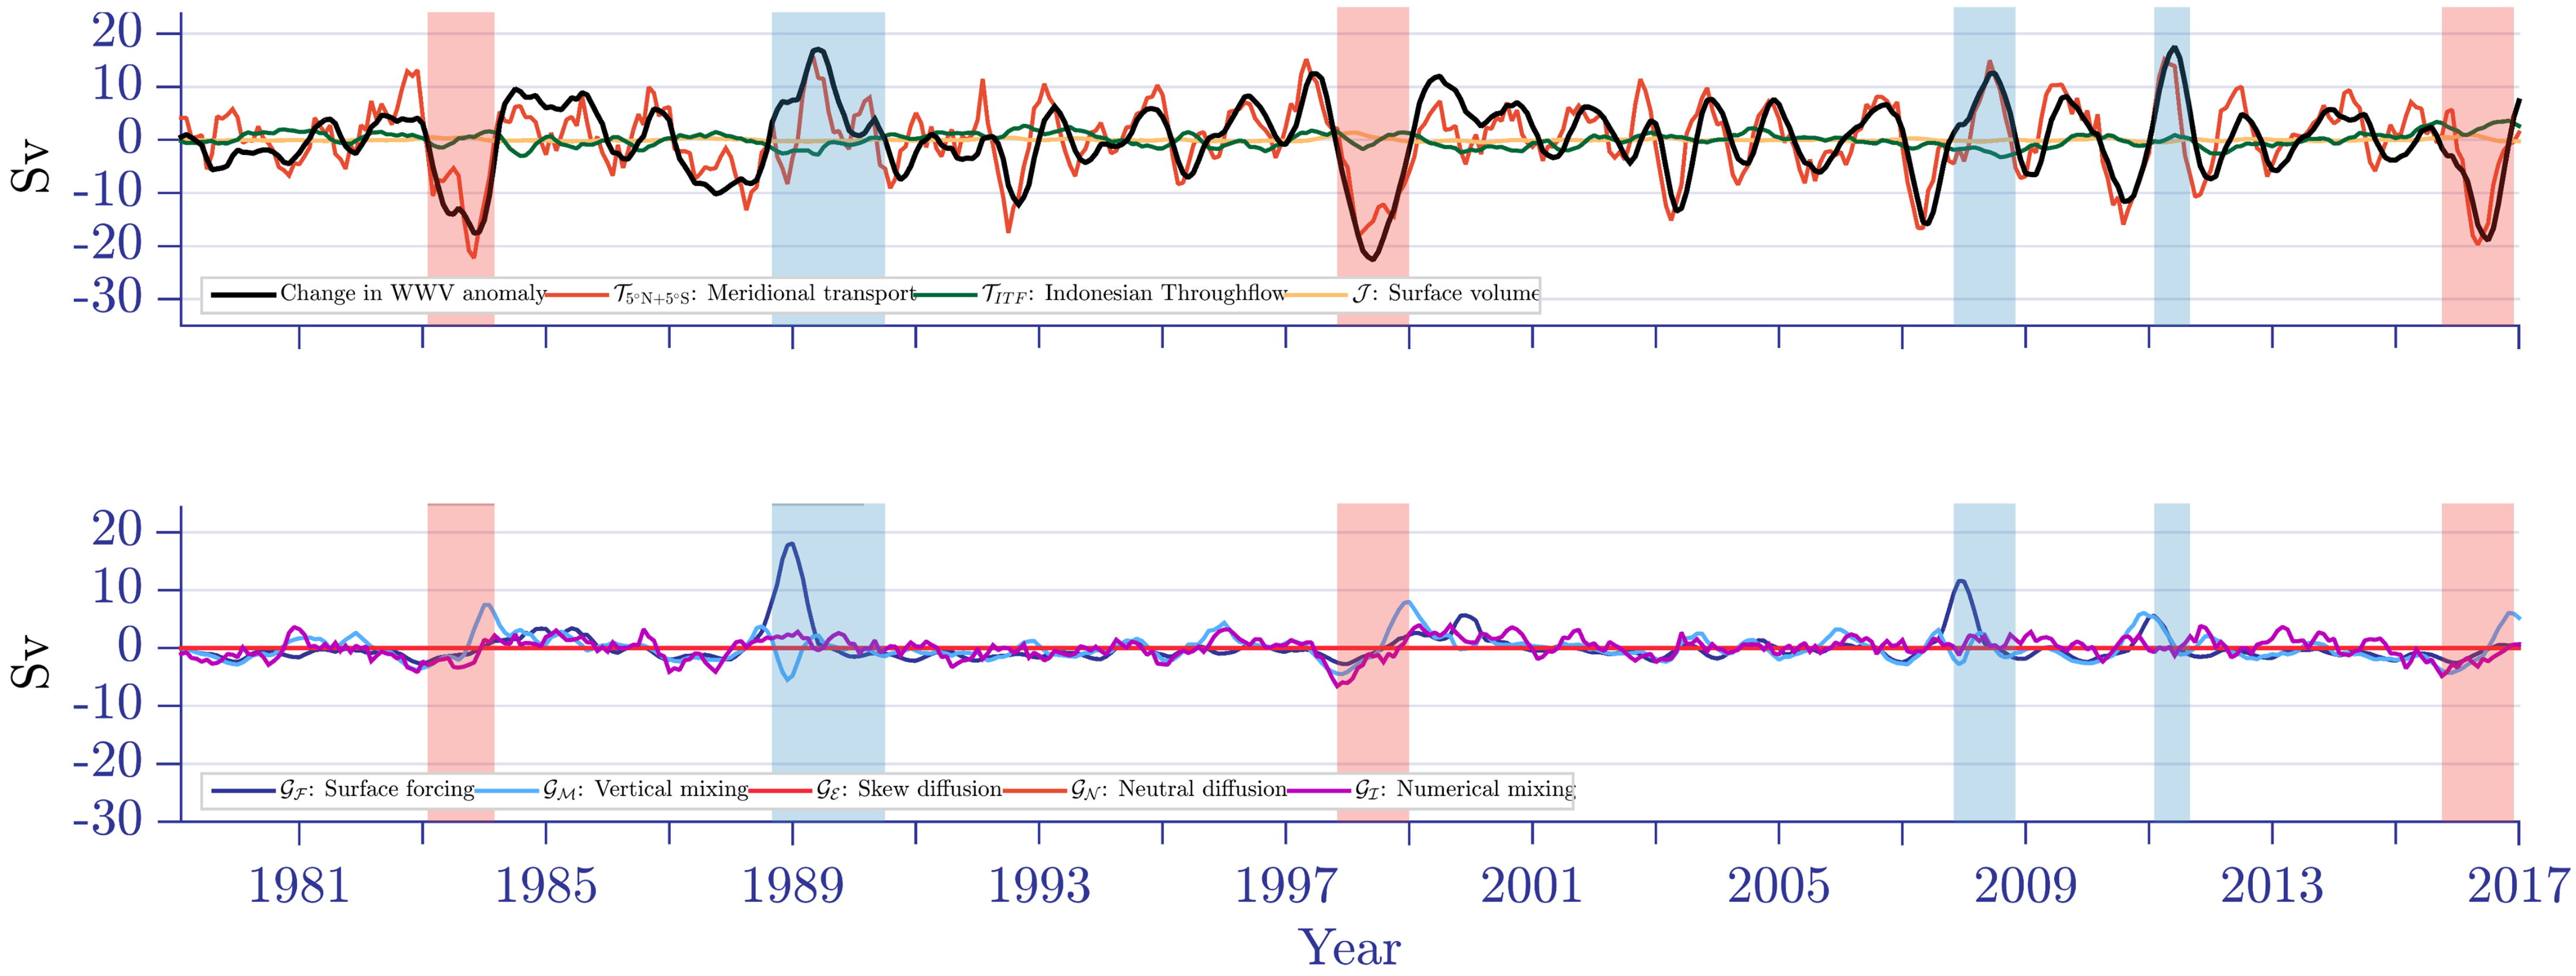 20
10
0
-10
-20
-30
Sv
Change in WWV anomaly 𝒯5°N+5°S: Meridional transport 𝒯ITF: Indonesian Throughflow 𝒥: Surface volume
20
10
0
-10
-20
-30
Sv
𝒢ℱ: Surface forcing 𝒢ℳ: Vertical mixing 𝒢ℰ: Skew diffusion 𝒢𝒩: Neutral diffusion 𝒢ℐ: Numerical mixing
1981 1985 1989 1993 1997 2001 2005 2009 2013 2017
Year